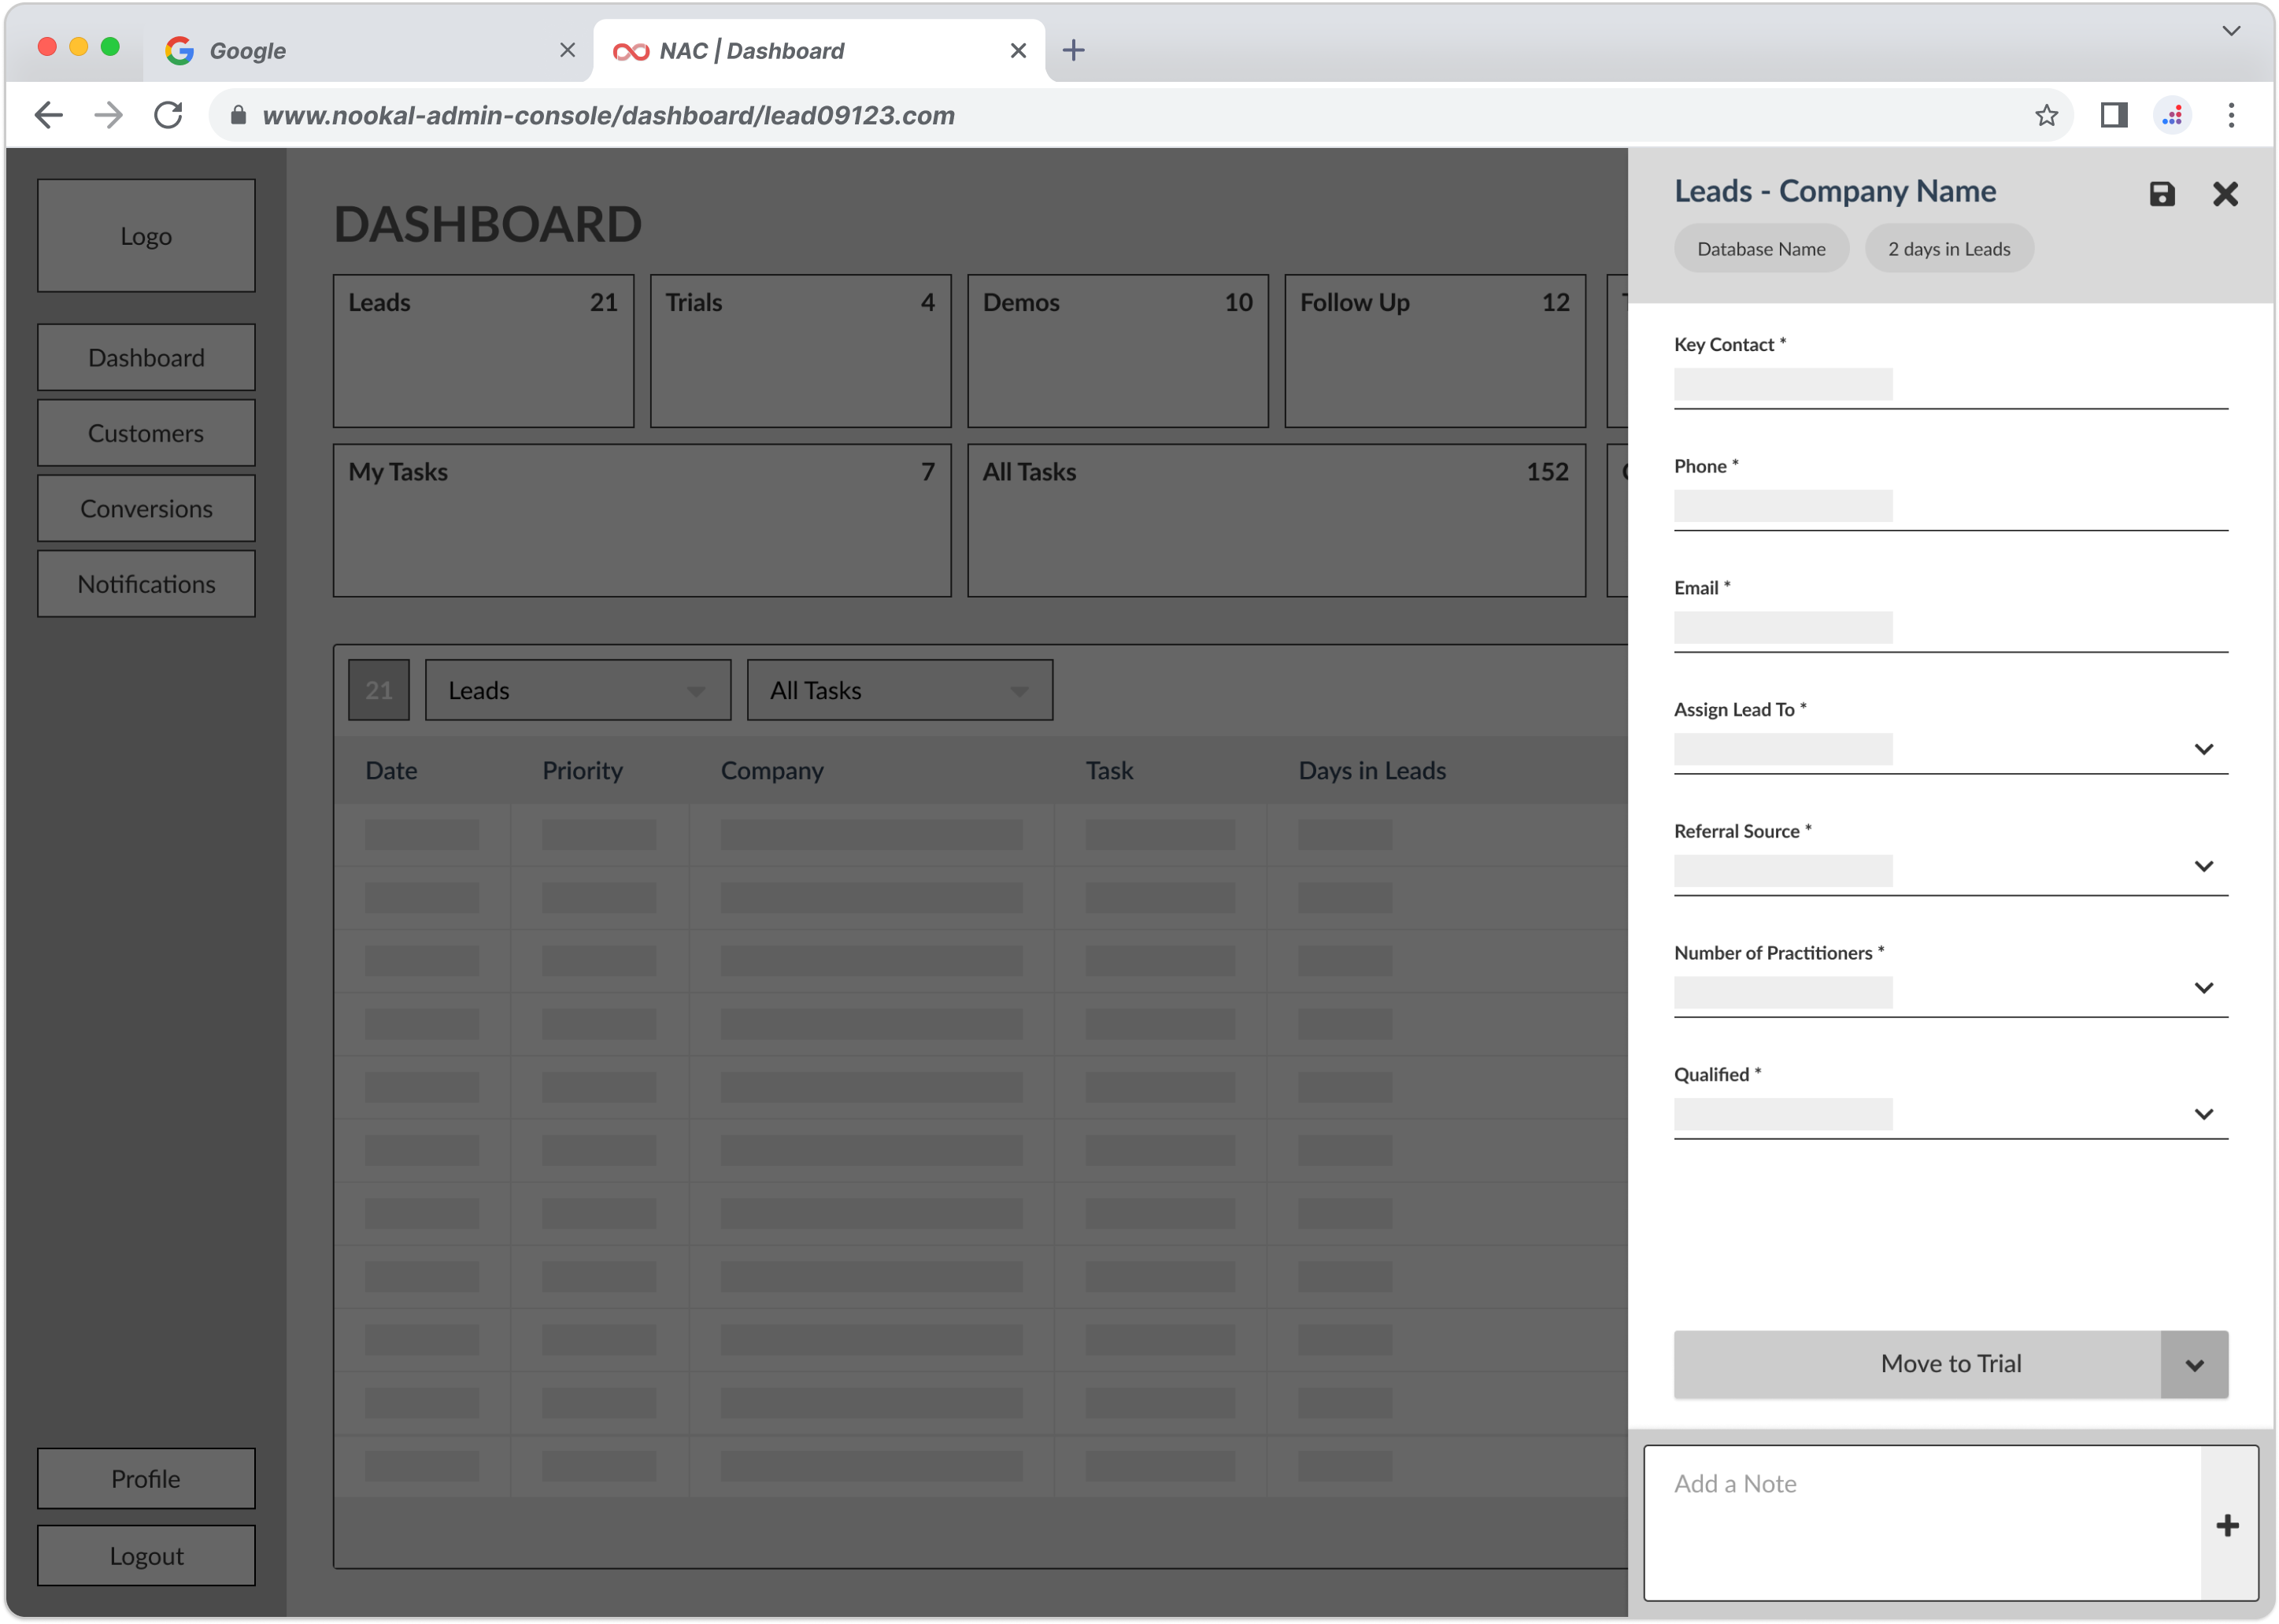 Google
NAC | Dashboard
www.nookal-admin-console/dashboard/lead09123.com
Logo
Dashboard
Customers
Conversions
Notifications
Profile
Logout
DASHBOARD
Leads 21
Trials 4
Demos 10
Follow Up 12
My Tasks 7
All Tasks 152
21 Leads All Tasks
Date Priority Company Task Days in Leads
Leads - Company Name
Database Name 2 days in Leads
Key Contact *
Phone *
Email *
Assign Lead To *
Referral Source *
Number of Practitioners *
Qualified *
Move to Trial
Add a Note